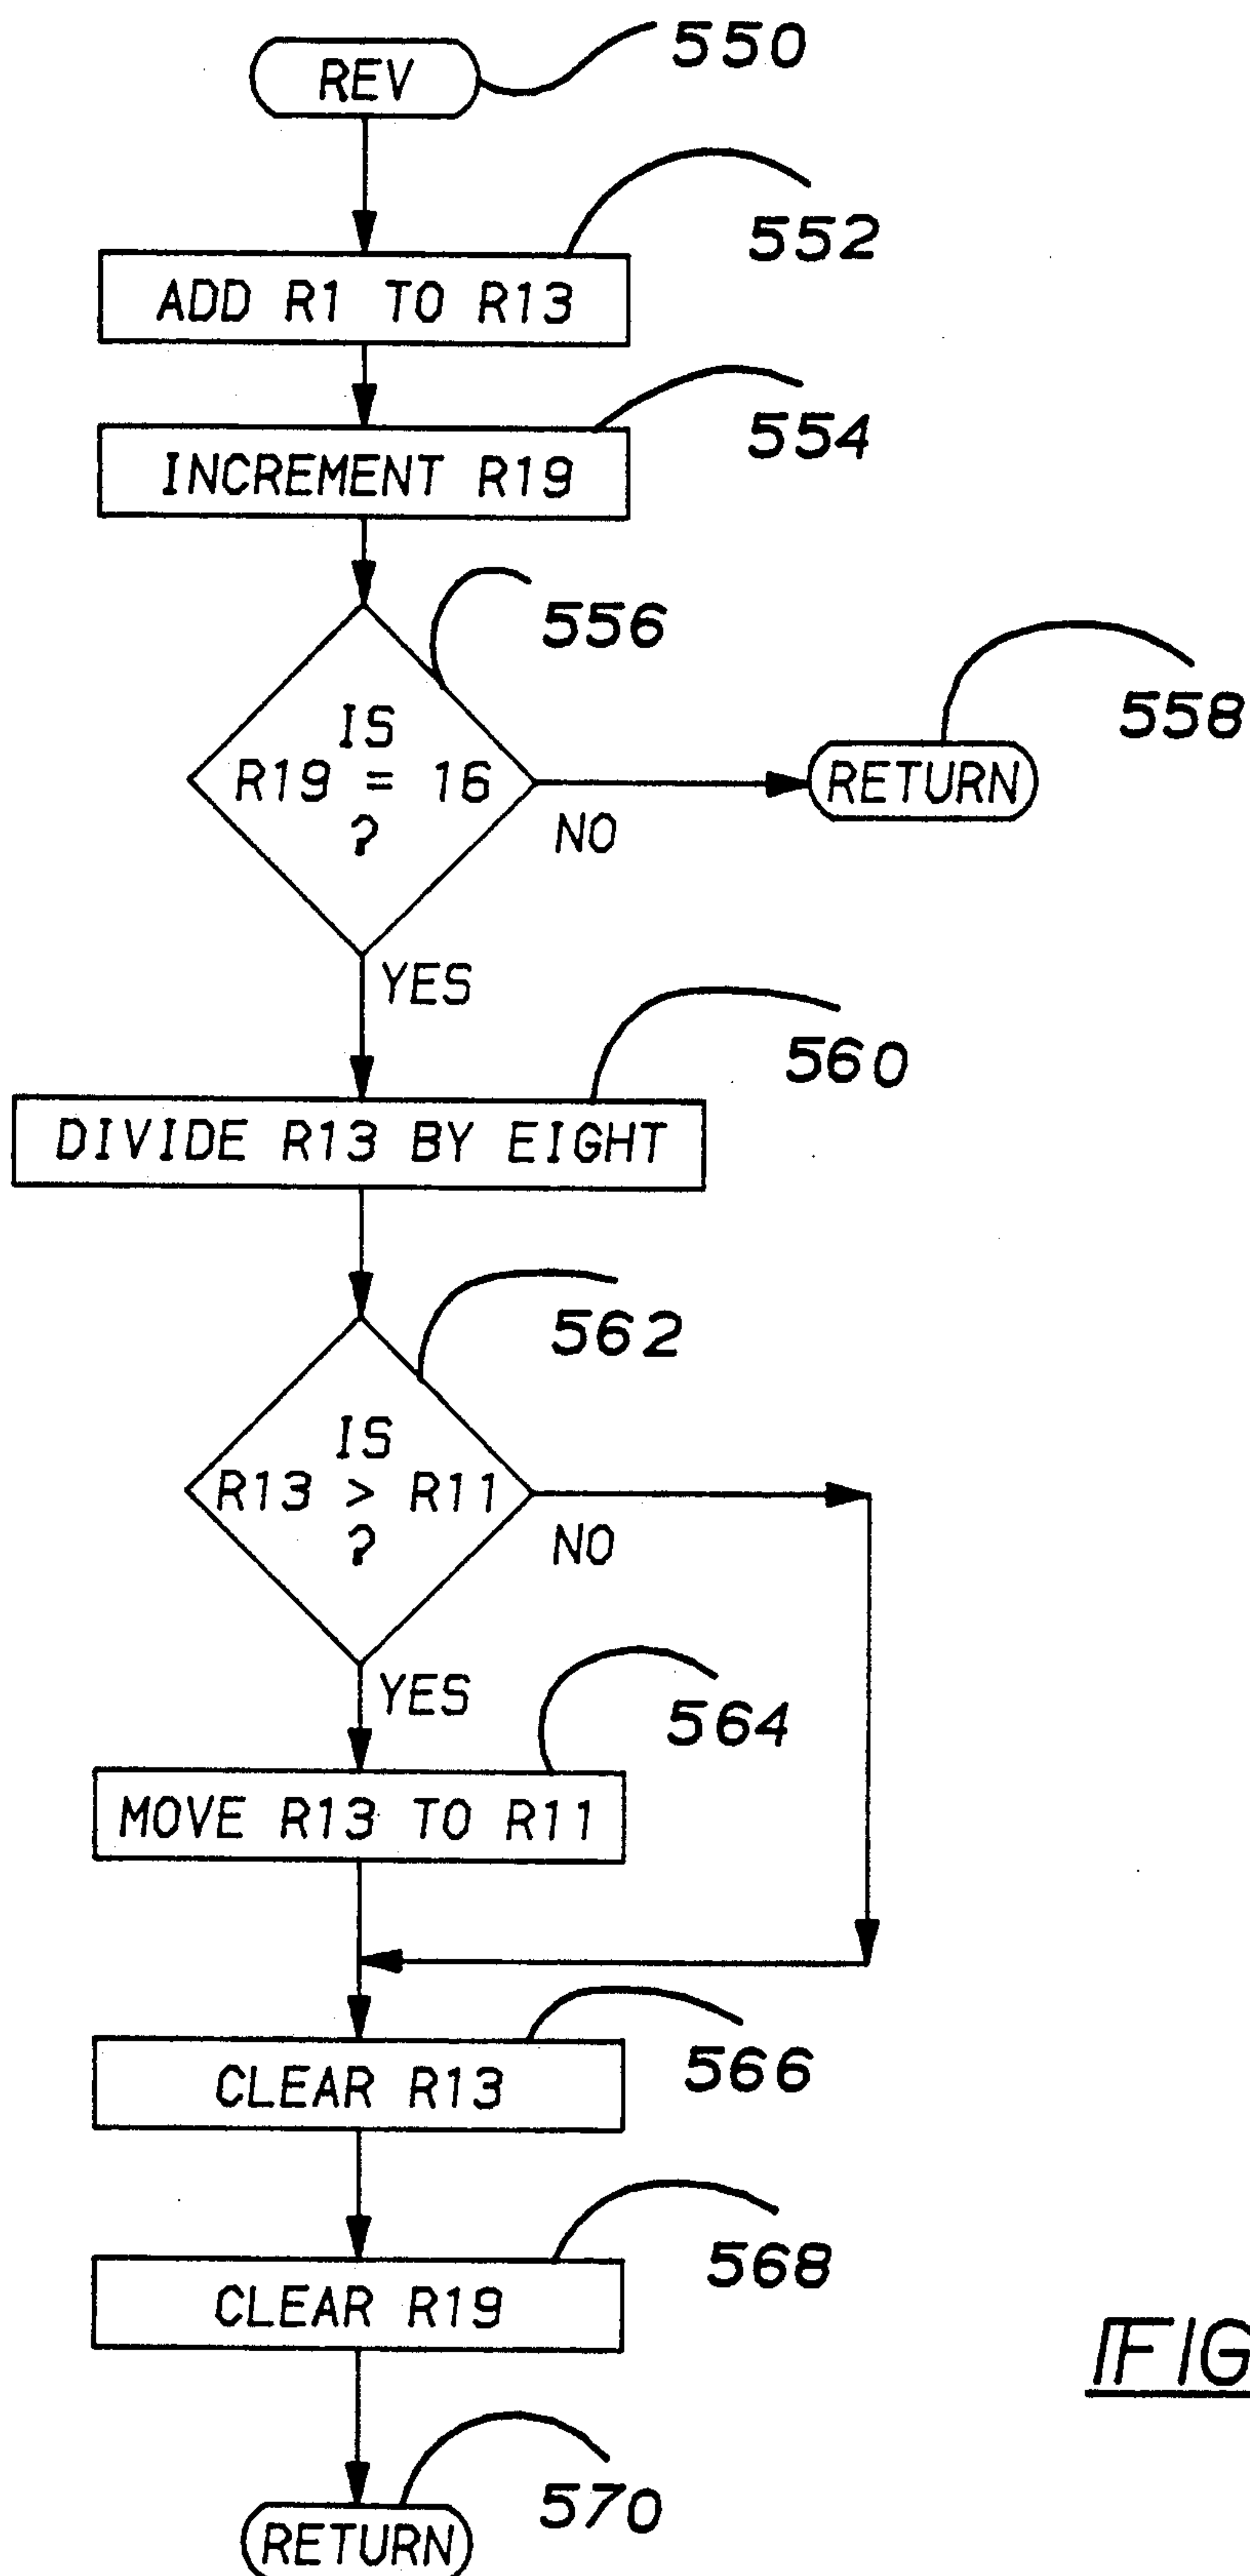 REV
550
552
ADD R1 TO R13
554
INCREMENT R19
556
IS
R19 = 16
?
558
RETURN
NO
YES
560
DIVIDE R13 BY EIGHT
562
IS
R13 > R11
?
NO
YES
564
MOVE R13 TO R11
566
CLEAR R13
568
CLEAR R19
FIG
570
RETURN